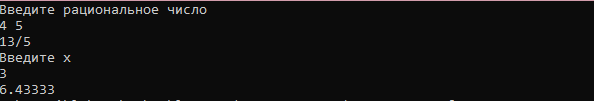 Введите рациональное число
4 5
13/5
Введите x
3
6.43333